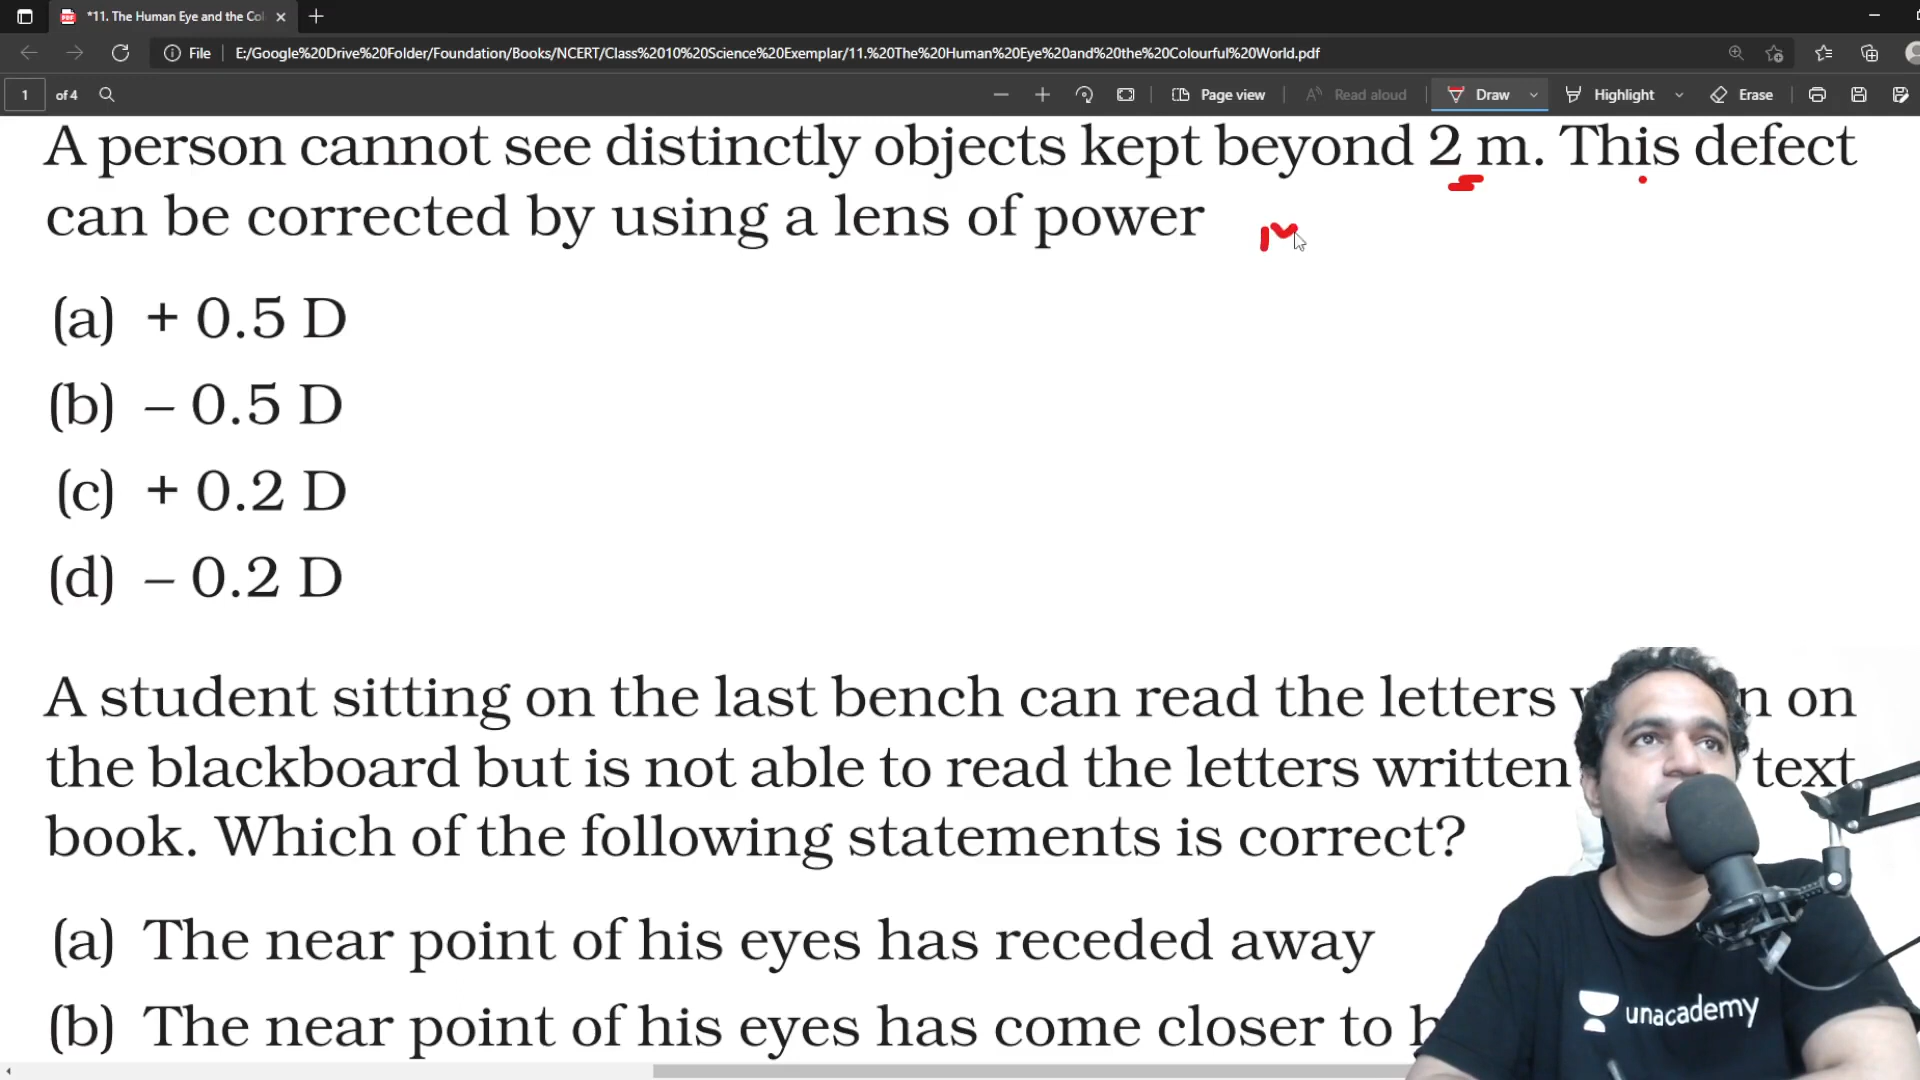 *11. The Human Eye and the Col
File E:/Google%20Drive%20Folder/Foundation/Books/NCERT/Class%2010%20Science%20Exemplar/11.%20The%20Human%20Eye%20and%20the%20Colourful%20World.pdf
1 of 4 Page view Read aloud Draw Highlight Erase
A person cannot see distinctly objects kept beyond 2 m. This defect
can be corrected by using a lens of power
(a) + 0.5 D
(b) – 0.5 D
(c) + 0.2 D
(d) – 0.2 D
A student sitting on the last bench can read the letters on
the blackboard but is not able to read the letters written text
book. Which of the following statements is correct?
(a) The near point of his eyes has receded away
(b) The near point of his eyes has come closer to
unacademy